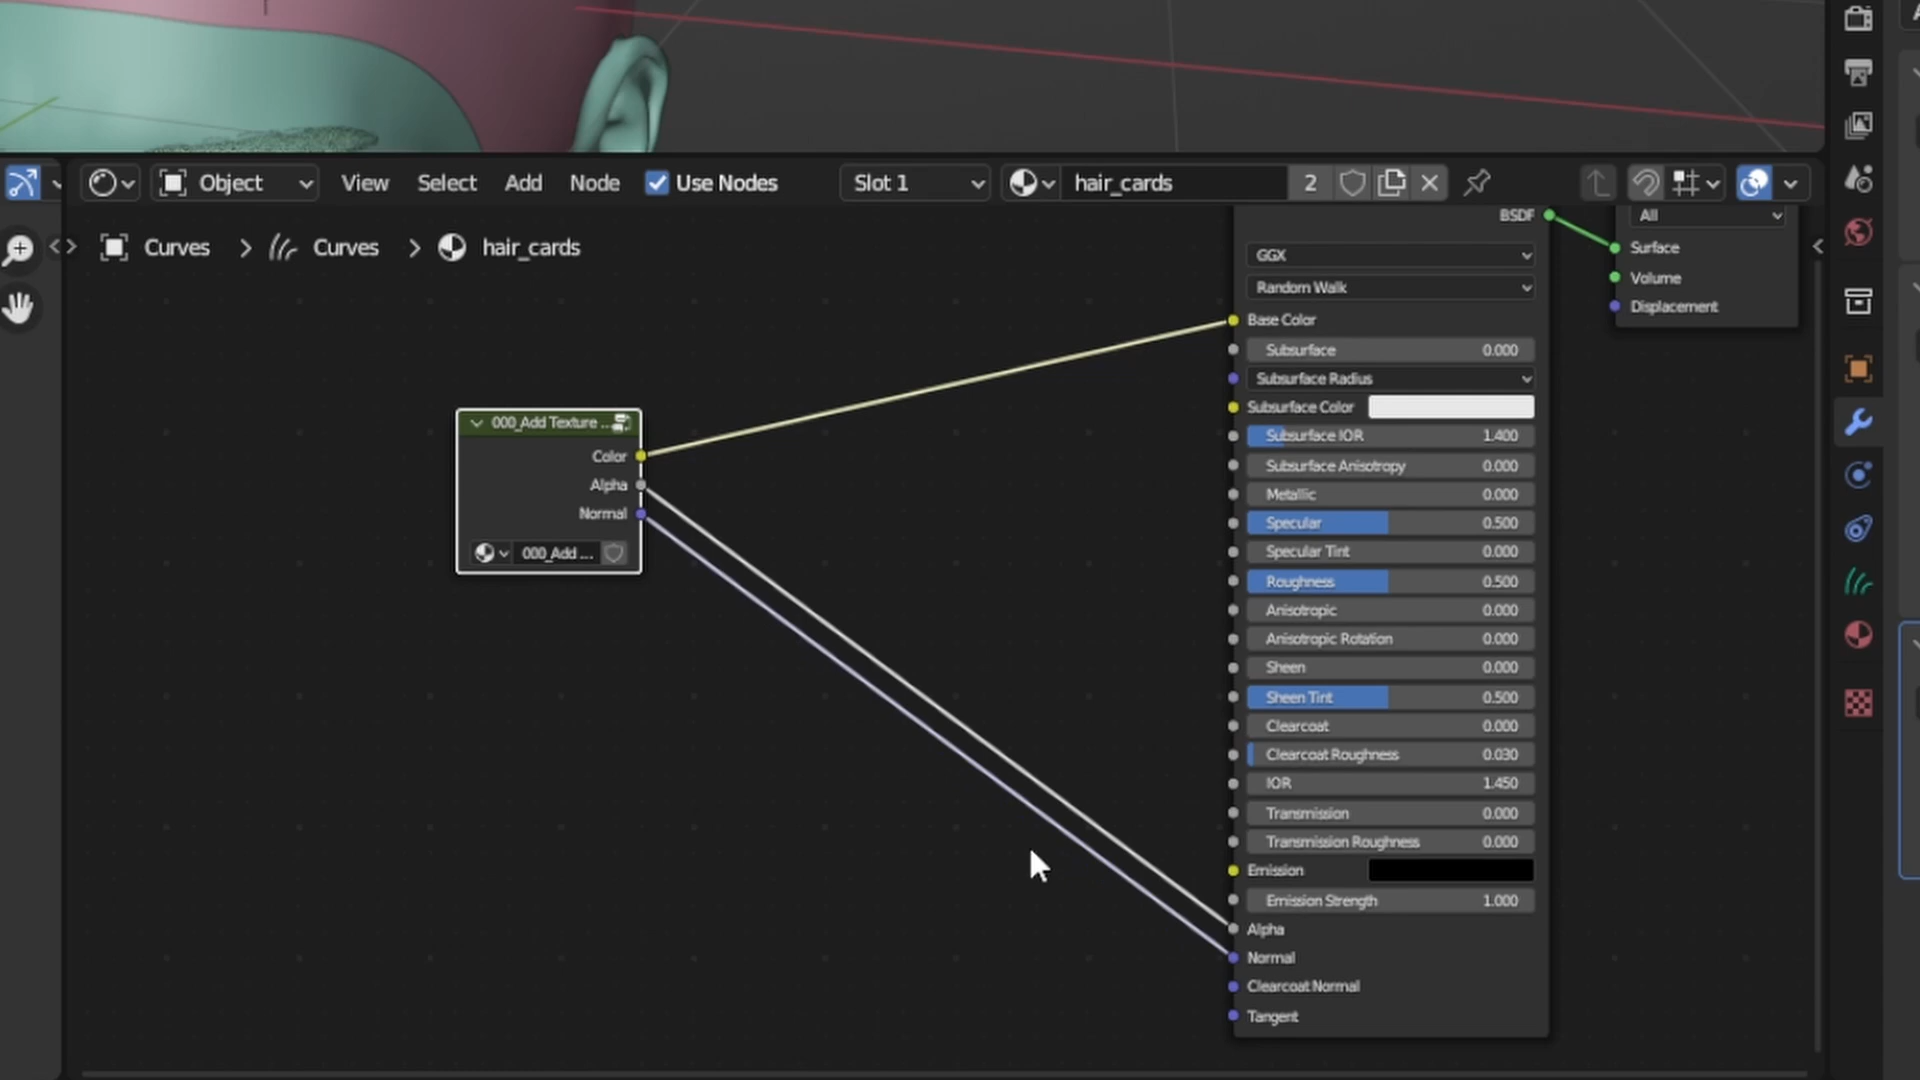 Object View Select Add Node Use Nodes Slot 1 hair_cards 2
Curves > Curves > hair_cards
000_Add Texture ...
Color
Alpha
Normal
000_Add ...
BSDF
GGX
Random Walk
Base Color
Subsurface 0.000
Subsurface Radius
Subsurface Color
Subsurface IOR 1.400
Subsurface Anisotropy 0.000
Metallic 0.000
Specular 0.500
Specular Tint 0.000
Roughness 0.500
Anisotropic 0.000
Anisotropic Rotation 0.000
Sheen 0.000
Sheen Tint 0.500
Clearcoat 0.000
Clearcoat Roughness 0.030
IOR 1.450
Transmission 0.000
Transmission Roughness 0.000
Emission
Emission Strength 1.000
Alpha
Normal
Clearcoat Normal
Tangent
All
Surface
Volume
Displacement